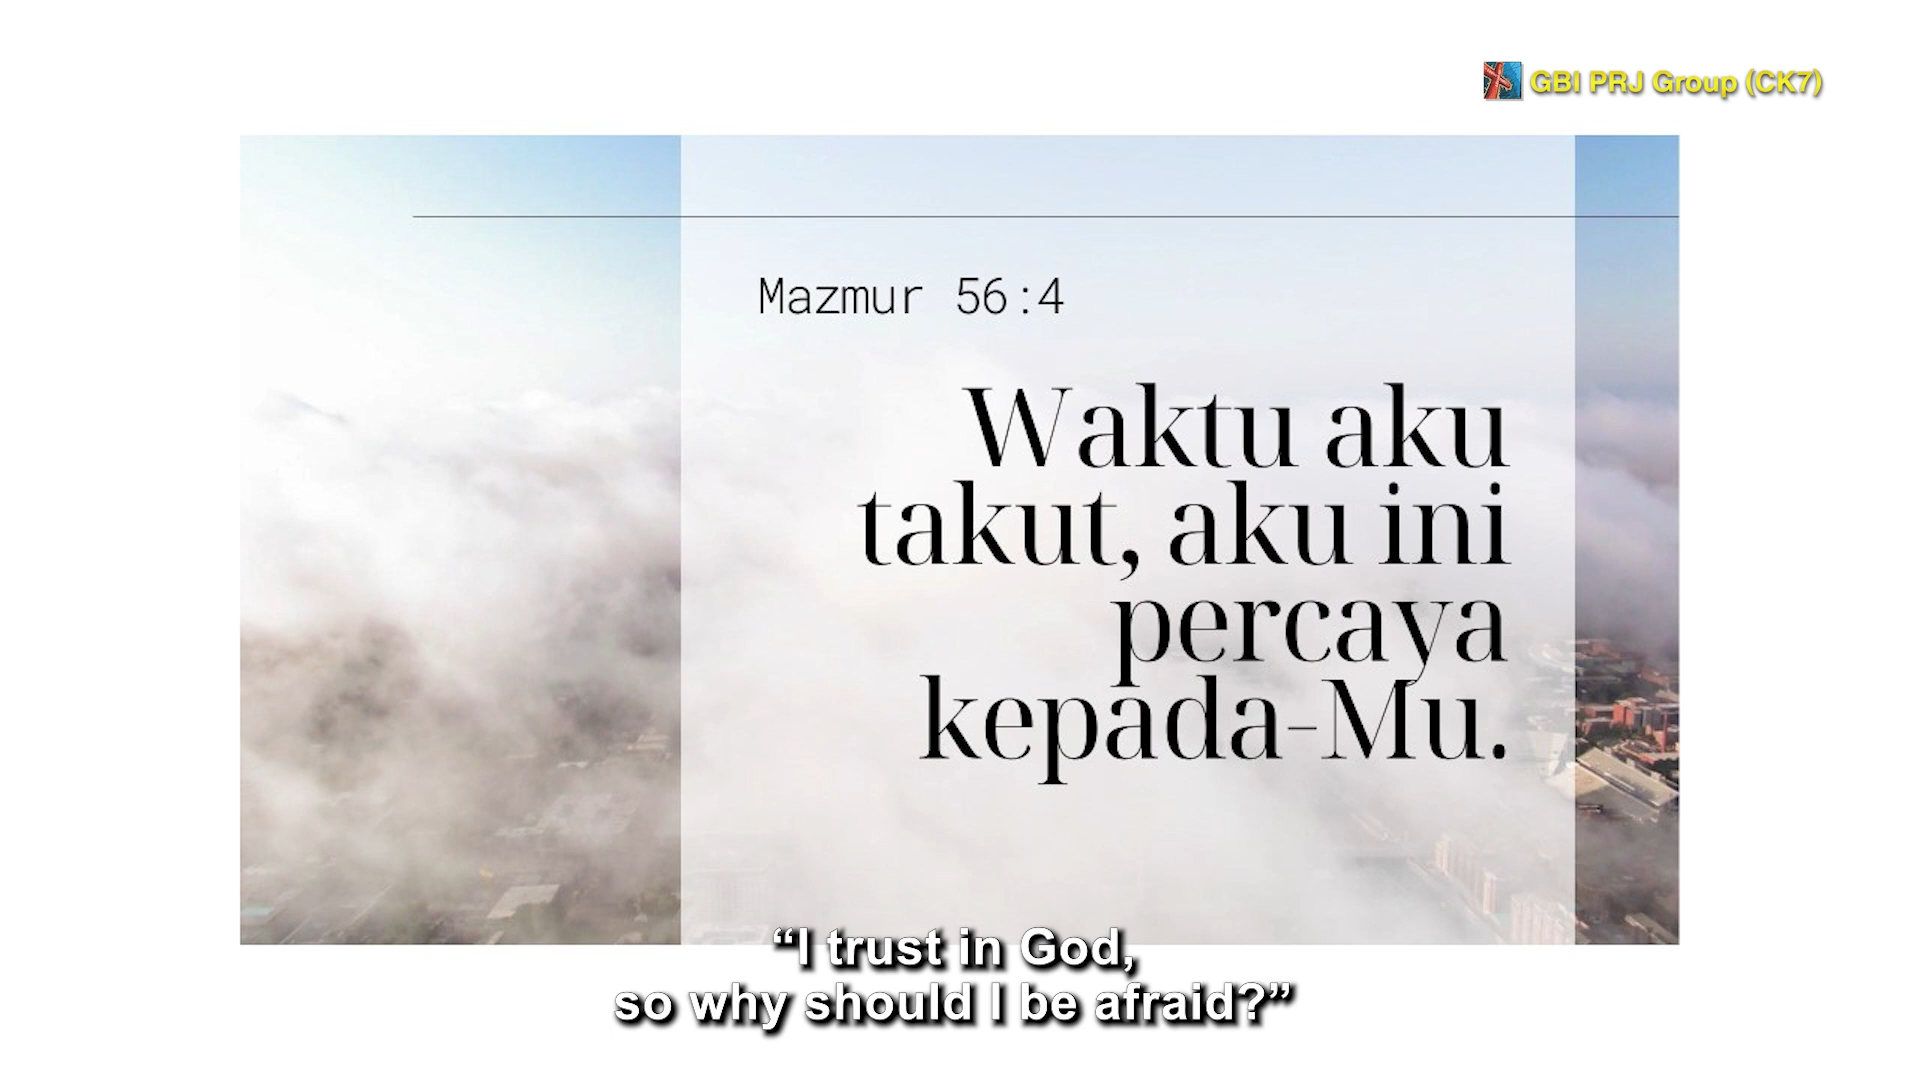 GBI PRJ Group (CK7)
Mazmur 56:4
Waktu aku
takut, aku ini
percaya
kepada-Mu.
“I trust in God,
so why should I be afraid?”